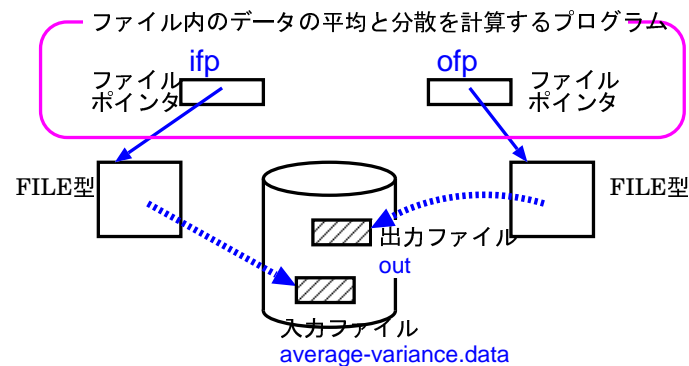 ファイル内のデータの平均と分散を計算するプログラム
ifp
ofp
ファイル
ポインタ
ファイル
ポインタ
FILE型
FILE型
出力ファイル
out
入力ファイル
average-variance.data